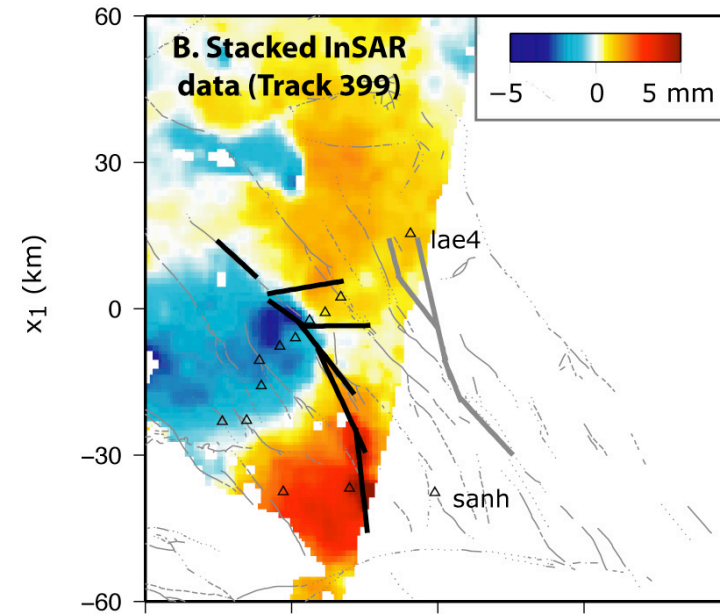 60
B. Stacked InSAR
data (Track 399)
−5 0 5 mm
30
lae4
x1 (km)
0
−30
sanh
−60